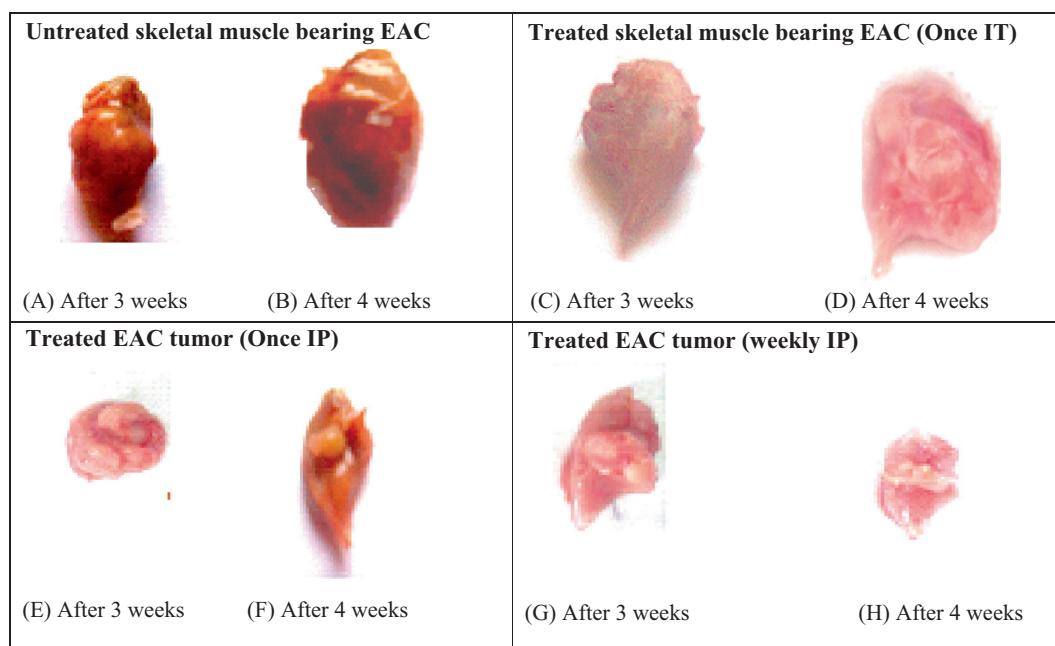 Untreated skeletal muscle bearing EAC
(A) After 3 weeks
(B) After 4 weeks
Treated skeletal muscle bearing EAC (Once IT)
(C) After 3 weeks
(D) After 4 weeks
Treated EAC tumor (Once IP)
(E) After 3 weeks
(F) After 4 weeks
Treated EAC tumor (weekly IP)
(G) After 3 weeks
(H) After 4 weeks